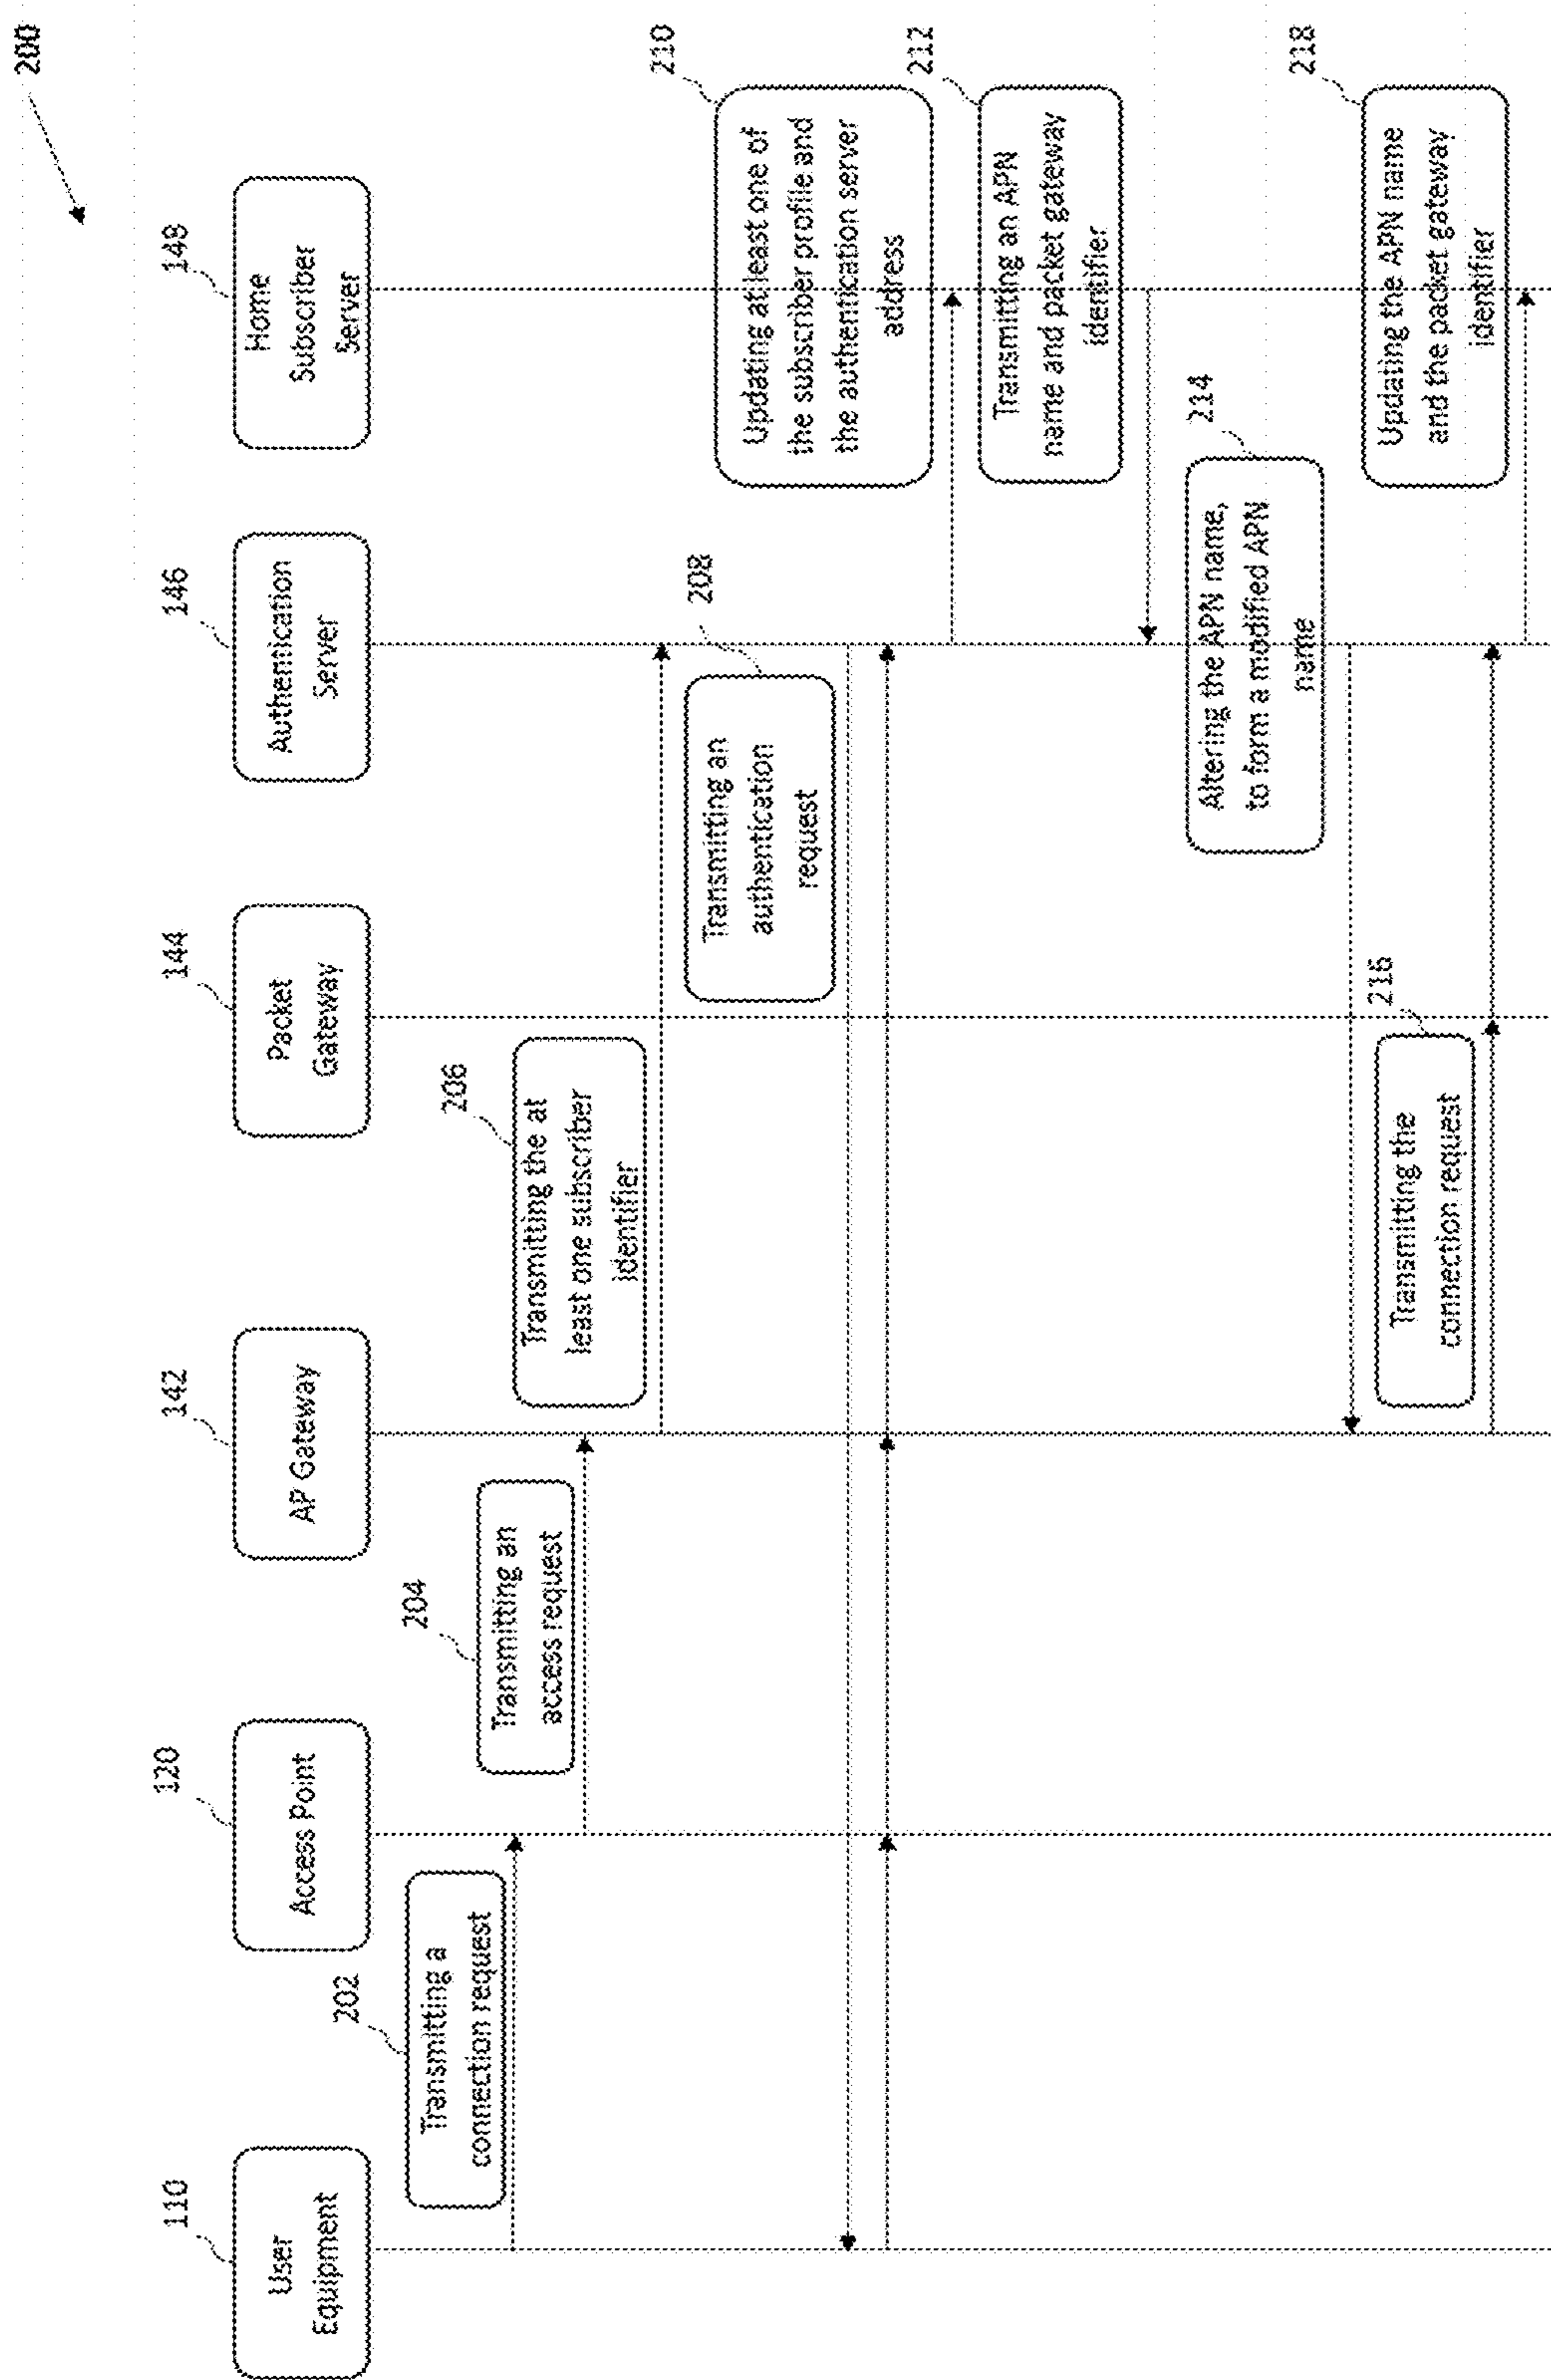 200
110
User
Equipment
120
Access Point
142
AP Gateway
144
Packet
Gateway
146
Authentication
Server
148
Home
Subscriber
Server
202
Transmitting a
connection request
204
Transmitting an
access request
206
Transmitting the at
least one subscriber
identifier
208
Transmitting an
authentication
request
210
Updating at least one of
the subscriber profile and
the authentication server
address
212
Transmitting an APN
name and packet gateway
identifier
214
Altering the APN name,
to form a modified APN
name
216
Transmitting the
connection request
218
Updating the APN name
and the packet gateway
identifier